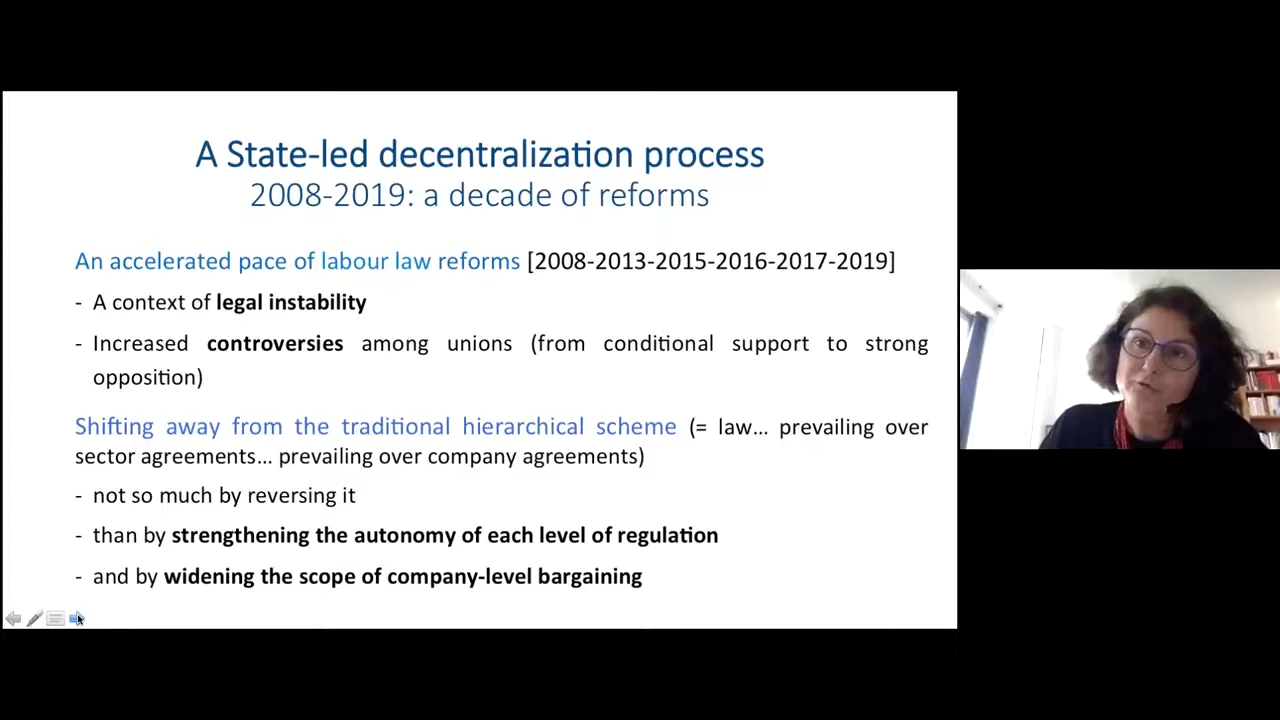 A State-led decentralization process
2008-2019: a decade of reforms
An accelerated pace of labour law reforms [2008-2013-2015-2016-2017-2019]
- A context of legal instability
- Increased controversies among unions (from conditional support to strong
opposition)
Shifting away from the traditional hierarchical scheme (= law... prevailing over
sector agreements... prevailing over company agreements)
- not so much by reversing it
- than by strengthening the autonomy of each level of regulation
- and by widening the scope of company-level bargaining